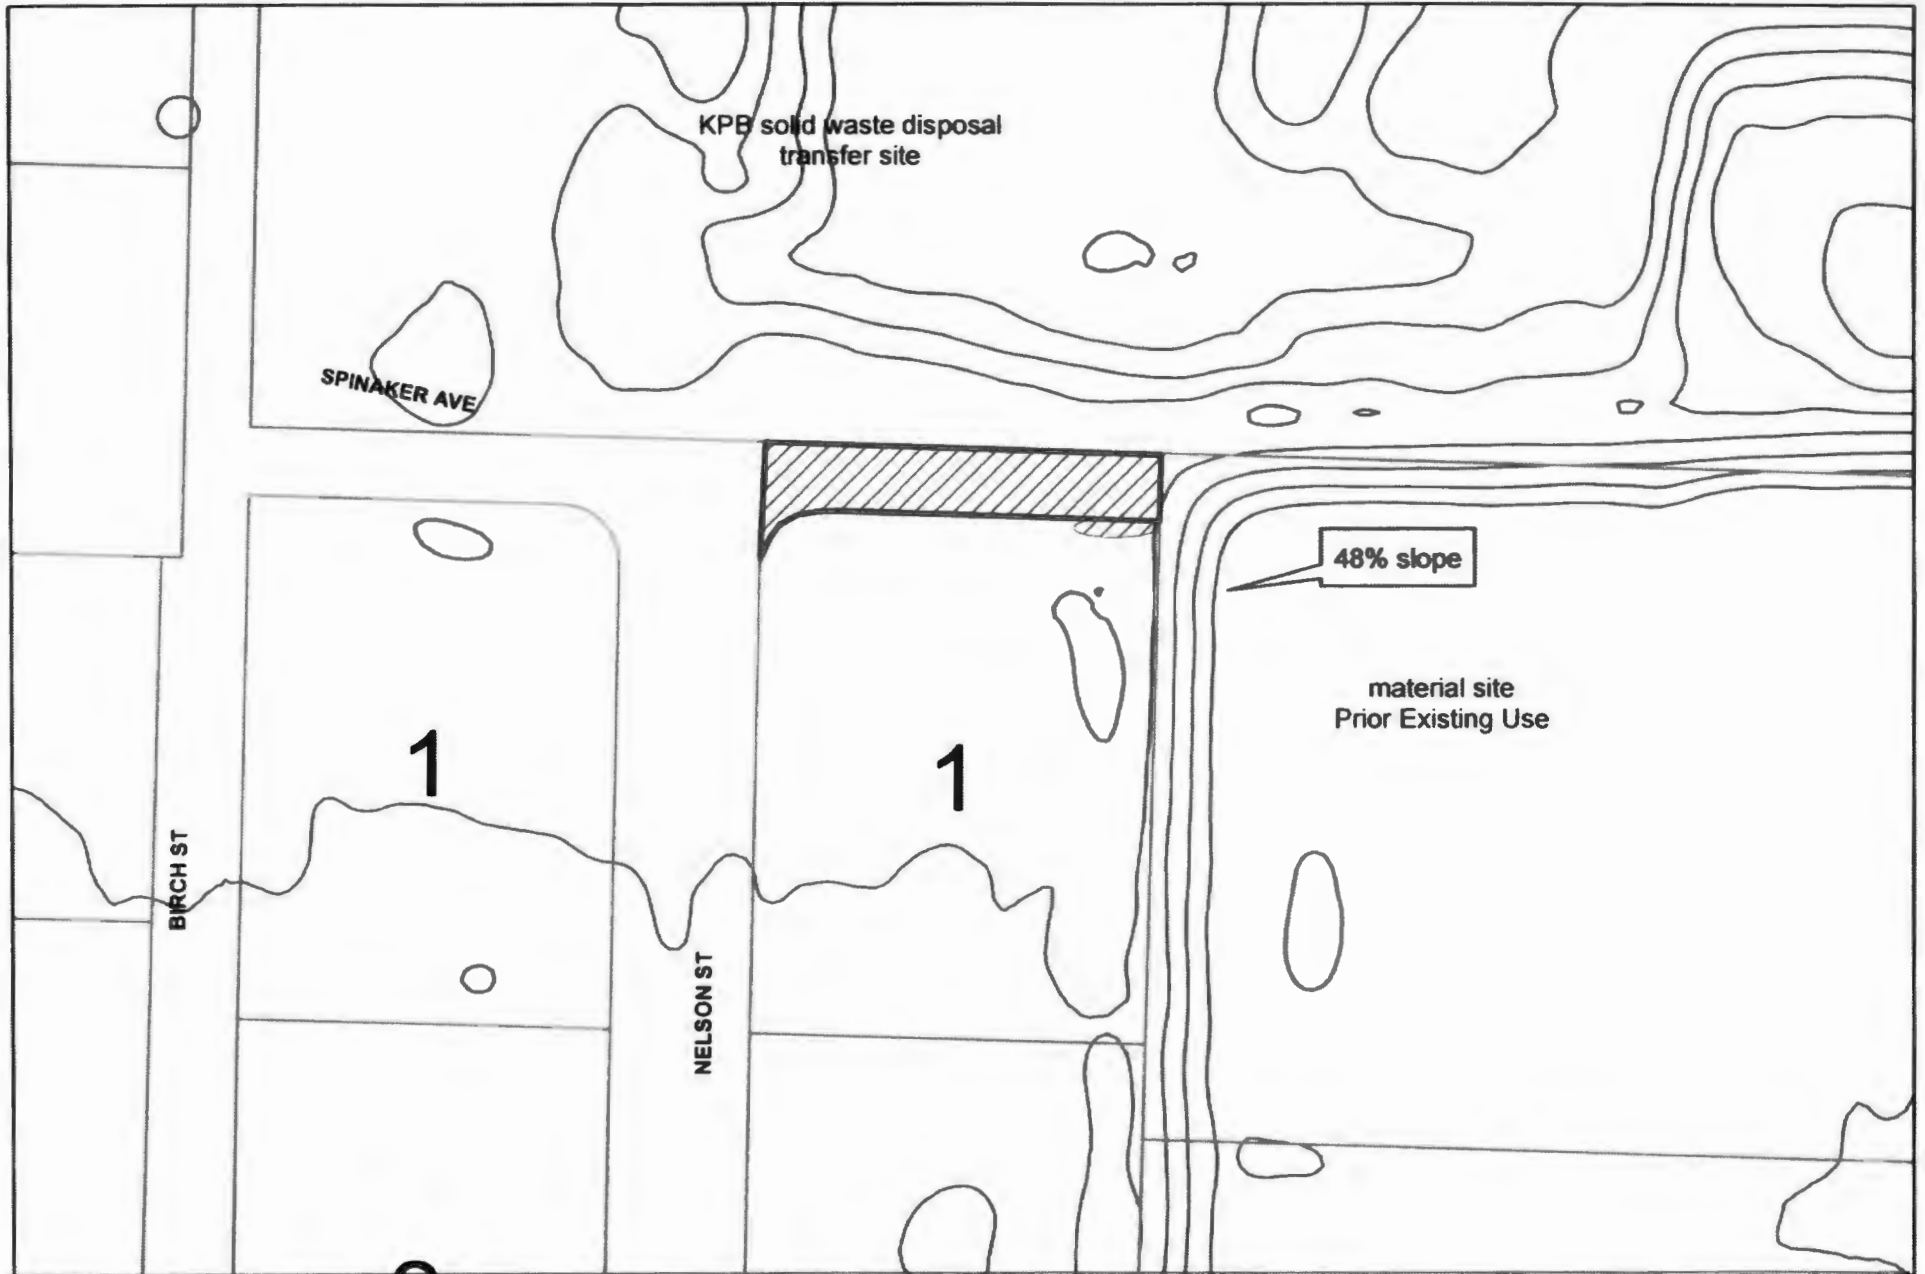 KPB solid waste disposal
transfer site
SPINAKER AVE
48% slope
material site
Prior Existing Use
1
1
BIRCH ST
NELSON ST